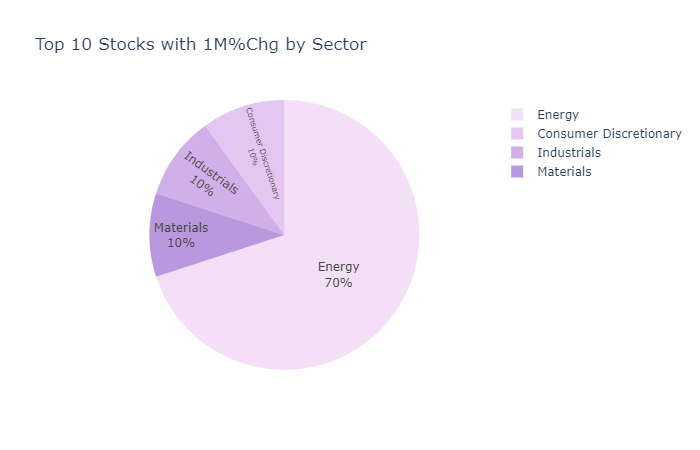 Top 10 Stocks with 1M%Chg by Sector
Energy
Consumer Discretionary
Industrials
Materials
Consumer Discretionary
10%
Industrials
10%
Materials
10%
Energy
70%